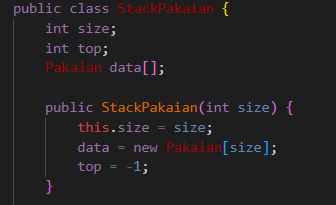 public class StackPakaian {
int size;
int top;
Pakaian data[];
public StackPakaian(int size) {
this.size = size;
data = new Pakaian[size];
top = -1;
}